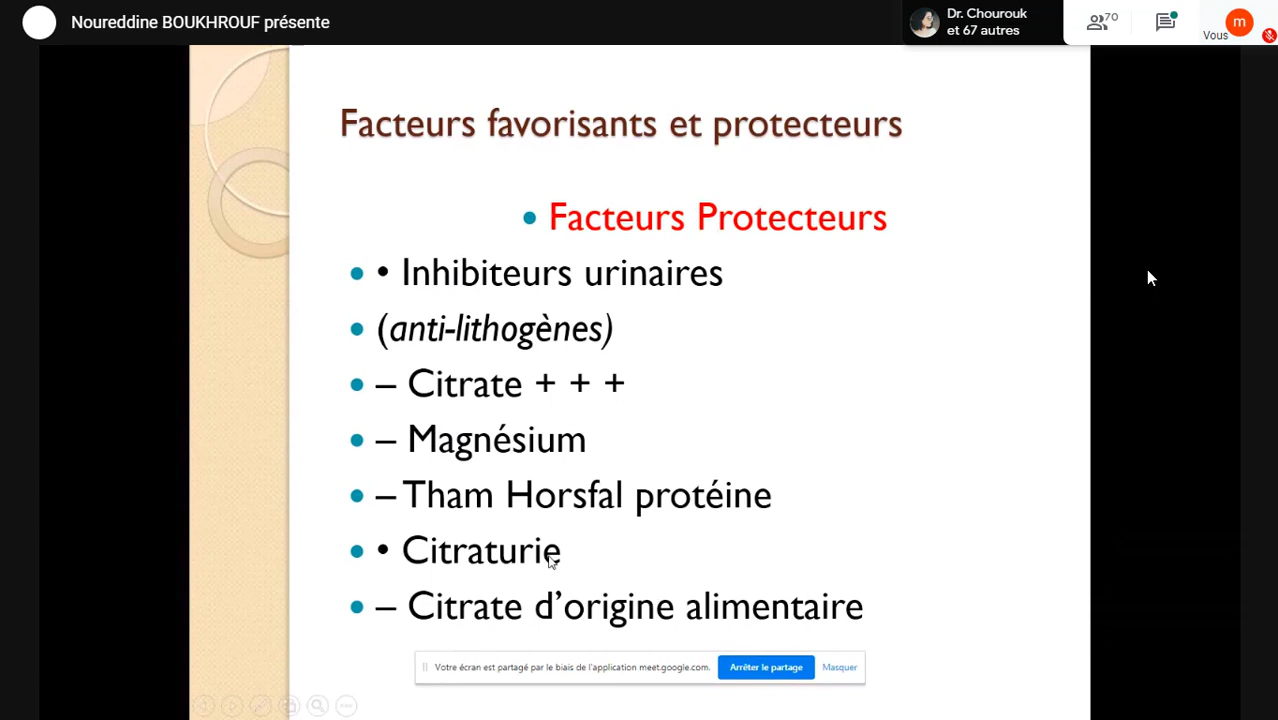 Noureddine BOUKHROUF présente
Dr. Chourouk
et 67 autres
70
m
Vous
Facteurs favorisants et protecteurs
• Facteurs Protecteurs
• • Inhibiteurs urinaires
• (anti-lithogènes)
• – Citrate + + +
• – Magnésium
• – Tham Horsfal protéine
• • Citraturie
• – Citrate d’origine alimentaire
Votre écran est partagé par le biais de l'application meet.google.com.
Arrêter le partage
Masquer